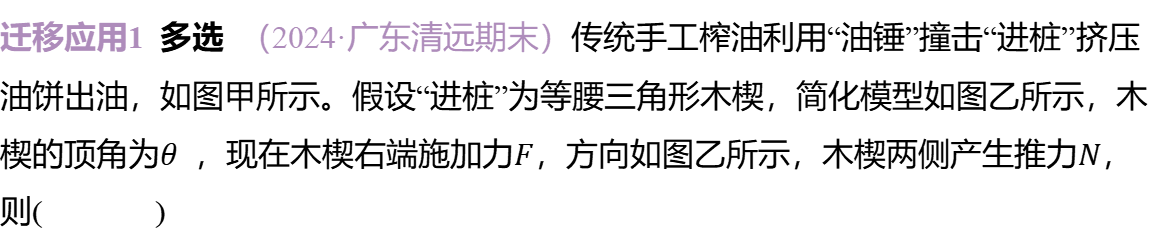 迁移应用1 多选 （2024·广东清远期末）传统手工榨油利用“油锤”撞击“进桩”挤压
油饼出油，如图甲所示。假设“进桩”为等腰三角形木楔，简化模型如图乙所示，木
楔的顶角为θ ，现在木楔右端施加力F，方向如图乙所示，木楔两侧产生推力N，
则( )